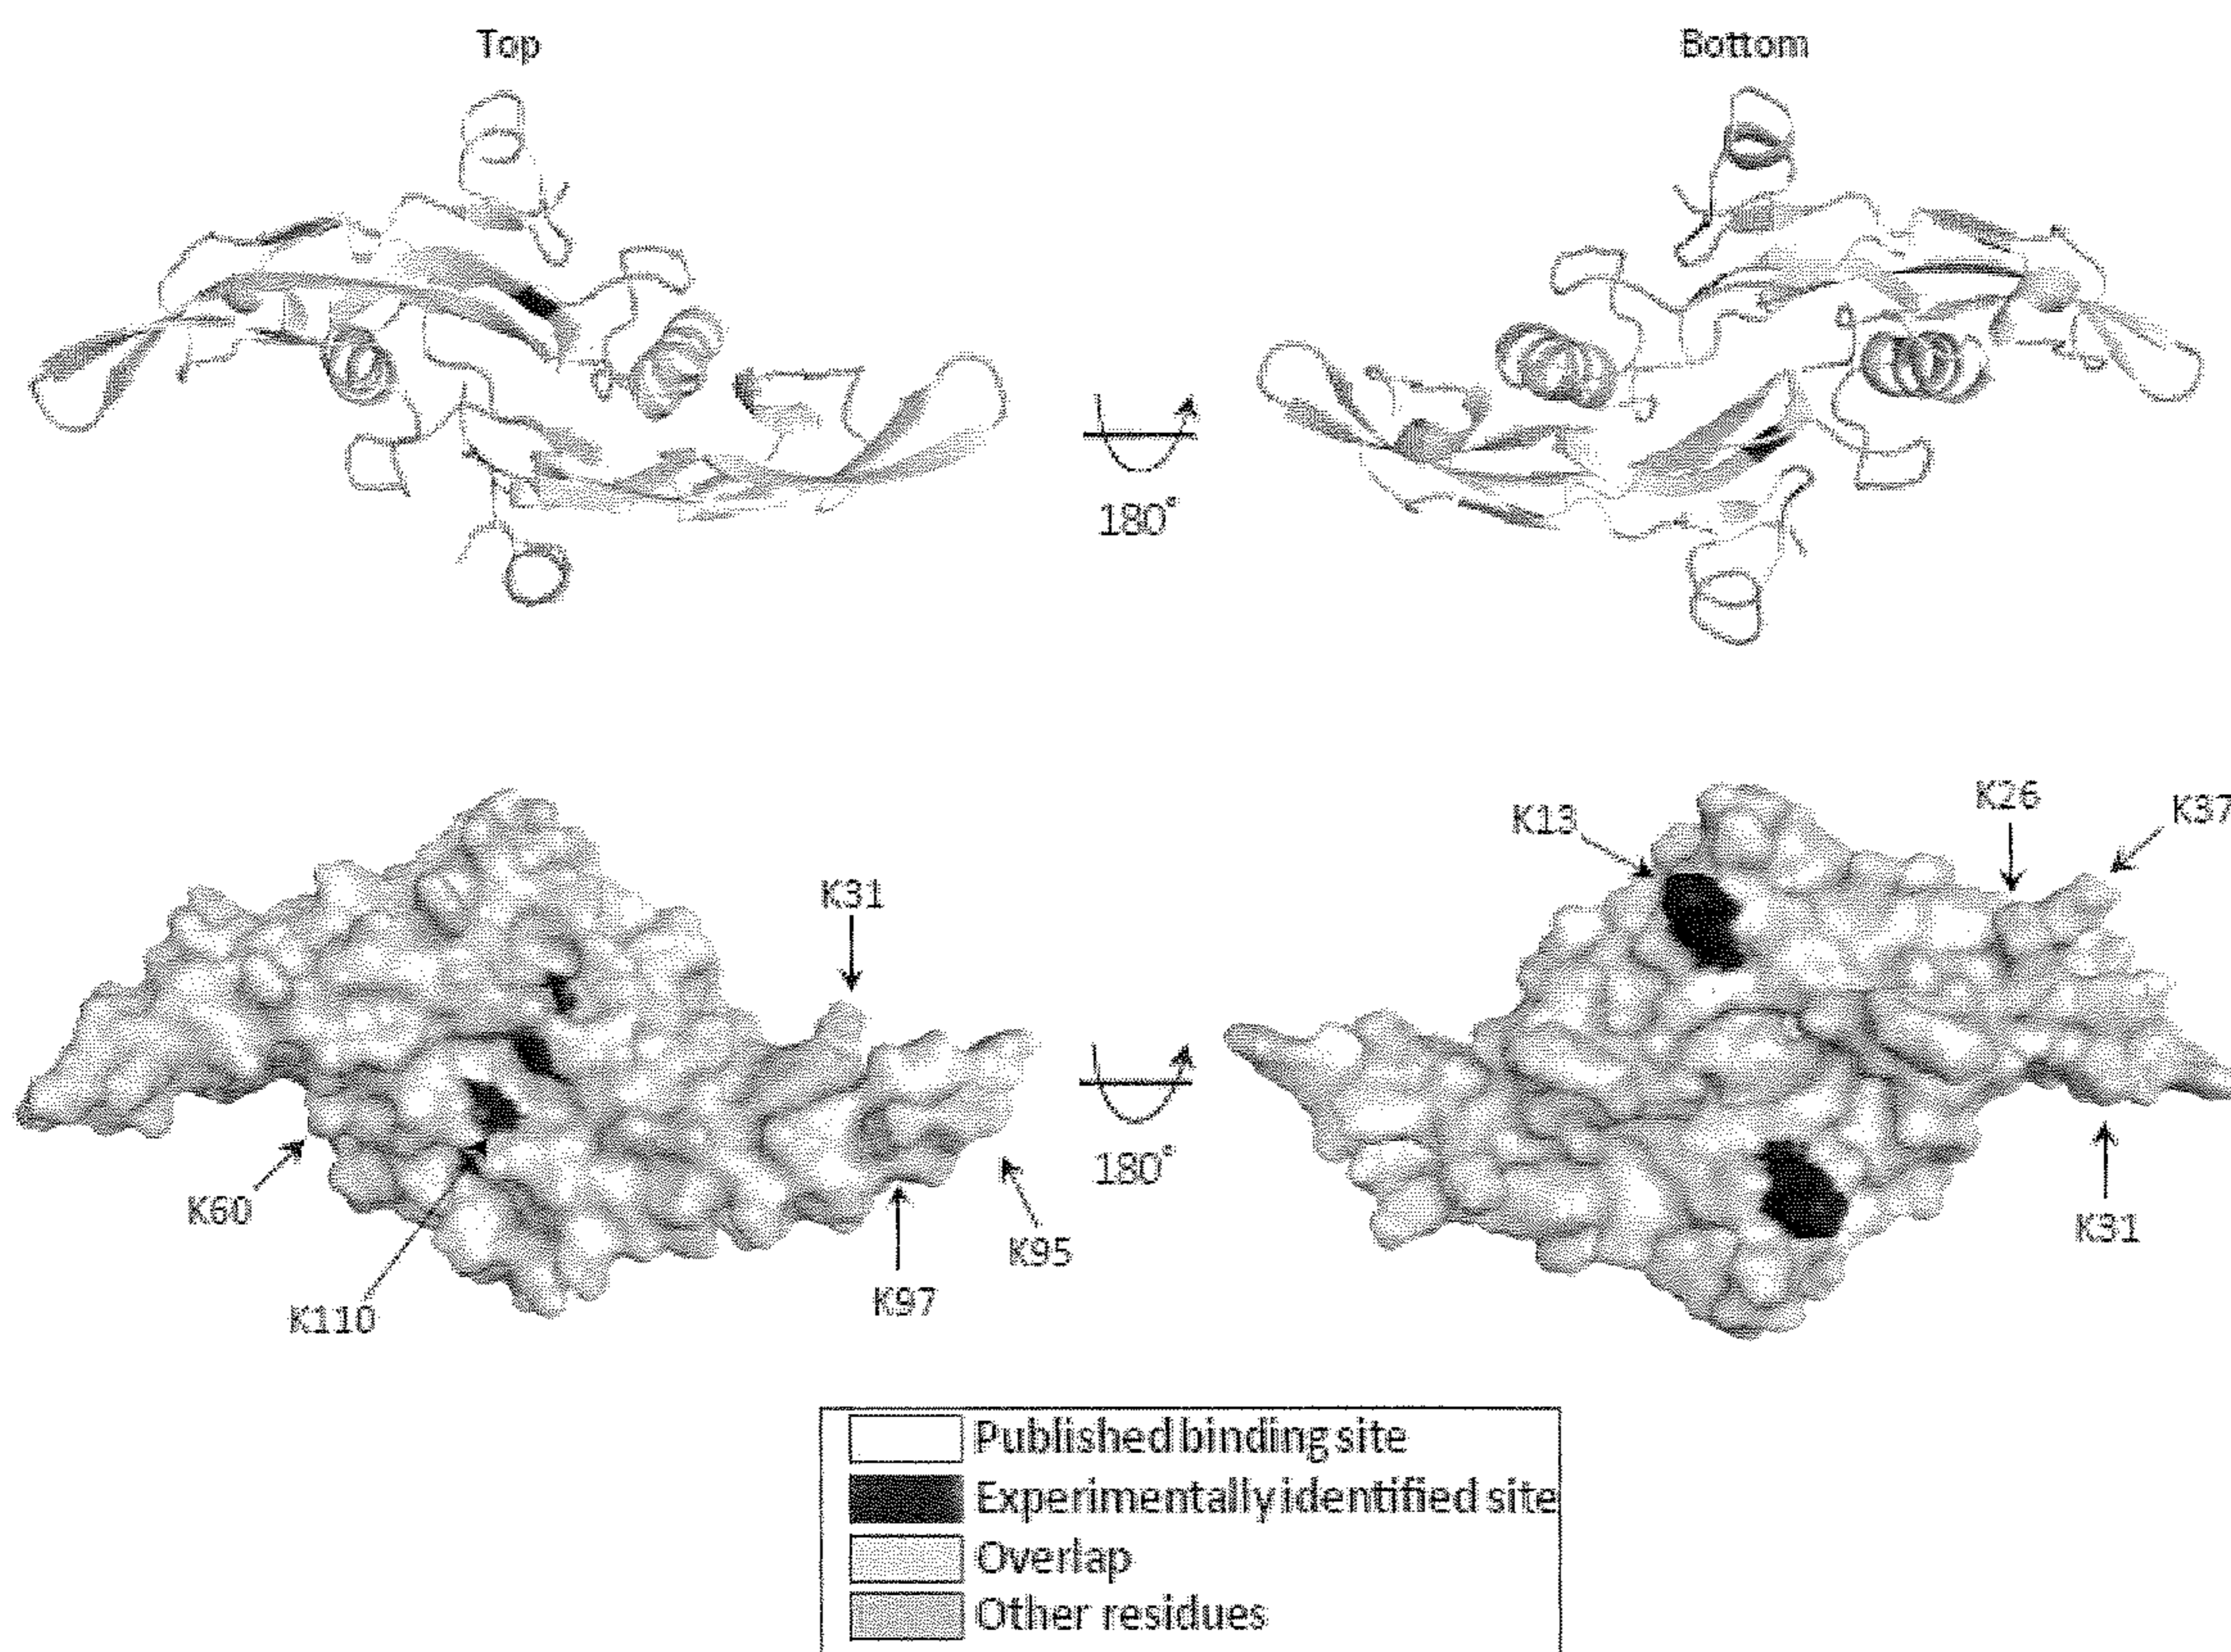 Top
Bottom
180°
K31
K60
K110
K97
K95
K13
K26
K37
180°
K31
Published binding site
Experimentally identified site
Overlap
Other residues